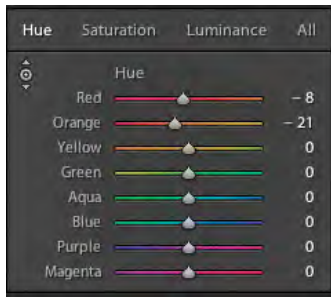 Hue Saturation Luminance All
Hue
Red – 8
Orange – 21
Yellow 0
Green 0
Aqua 0
Blue 0
Purple 0
Magenta 0